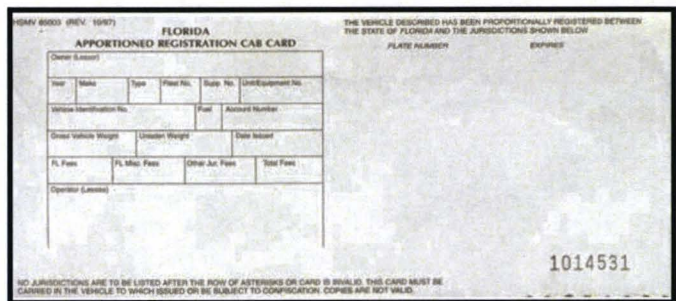 HSMV 85003 (REV. 10/97)
FLORIDA
APPORTIONED REGISTRATION CAB CARD
THE VEHICLE DESCRIBED HAS BEEN PROPORTIONALLY REGISTERED BETWEEN
THE STATE OF FLORIDA AND THE JURISDICTIONS SHOWN BELOW
PLATE NUMBER EXPIRES
Owner (Lessor)
Year Make Type Fleet No. Supp. No. Unit/Equipment No.
Vehicle Identification No. Fuel Account Number
Gross Vehicle Weight Unladen Weight Date Issued
FL Fees FL Misc. Fees Other Jur. Fees Total Fees
Operator (Lessee)
1014531
NO JURISDICTIONS ARE TO BE LISTED AFTER THE ROW OF ASTERISKS OR CARD IS INVALID. THIS CARD MUST BE
CARRIED IN THE VEHICLE TO WHICH ISSUED OR BE SUBJECT TO CONFISCATION. COPIES ARE NOT VALID.